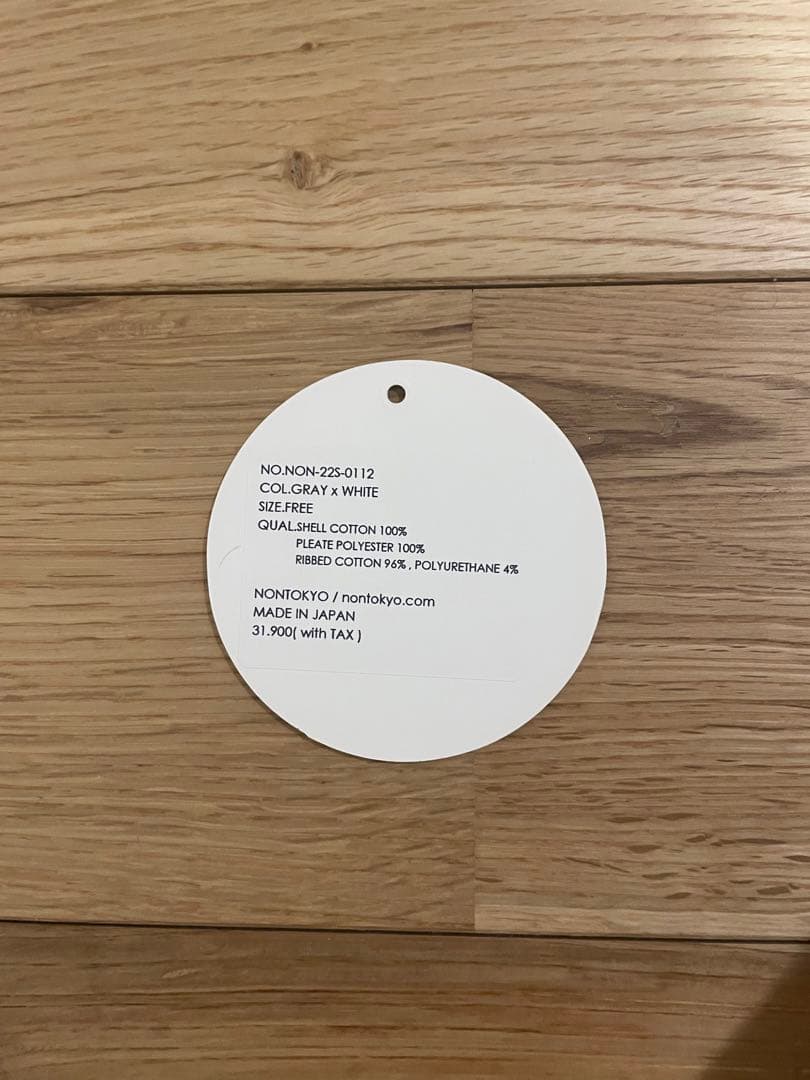 NO.NON-22S-0112
COL.GRAY x WHITE
SIZE.FREE
QUAL.SHELL COTTON 100%
PLEATE POLYESTER 100%
RIBBED COTTON 96% , POLYURETHANE 4%
NONTOKYO / nontokyo.com
MADE IN JAPAN
31.900( with TAX )